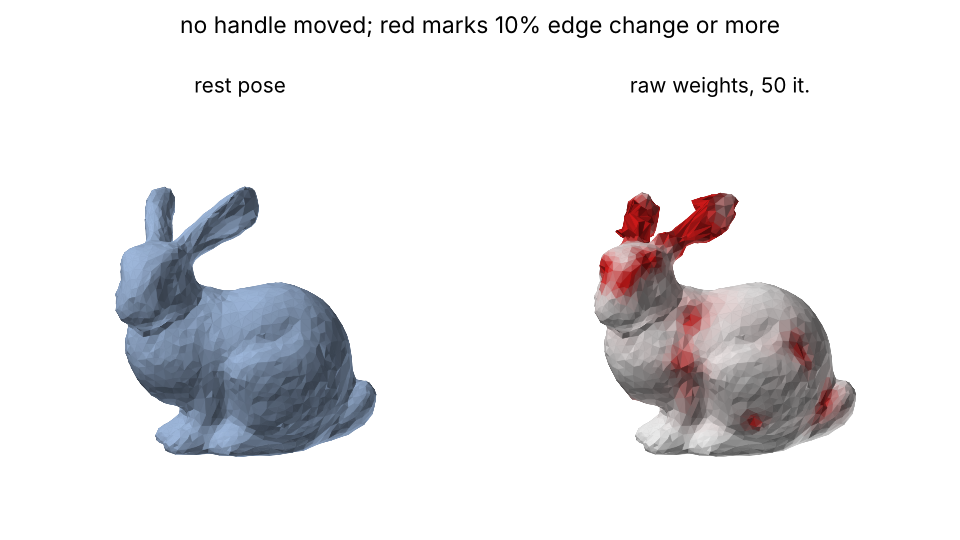 no handle moved; red marks 10% edge change or more
rest pose
raw weights, 50 it.